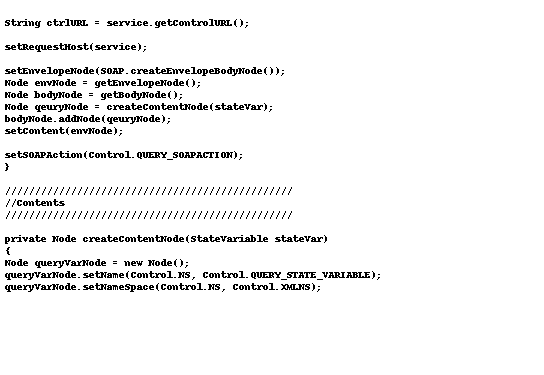 String ctrlURL = service.getControlURL();
setRequestHost(service);
setEnvelopeNode(SOAP.createEnvelopeBodyNode());
Node envNode = getEnvelopeNode();
Node bodyNode = getBodyNode();
Node qeuryNode = createContentNode(stateVar);
bodyNode.addNode(qeuryNode);
setContent(envNode);
setSOAPAction(Control.QUERY_SOAPACTION);
}
////////////////////////////////////////////////
//Contents
////////////////////////////////////////////////
private Node createContentNode(StateVariable stateVar)
{
Node queryVarNode = new Node();
queryVarNode.setName(Control.NS, Control.QUERY_STATE_VARIABLE);
queryVarNode.setNameSpace(Control.NS, Control.XMLNS);